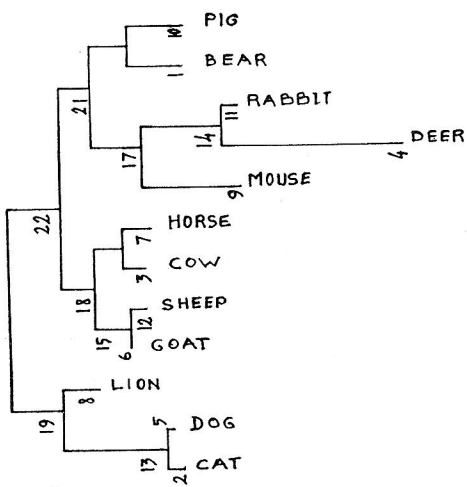 PIG
10
BEAR
1
21
RABBIT
11
14
DEER
4
17
MOUSE
9
22
HORSE
7
COW
3
18
SHEEP
12
15
GOAT
6
LION
8
19
DOG
5
13
CAT
2